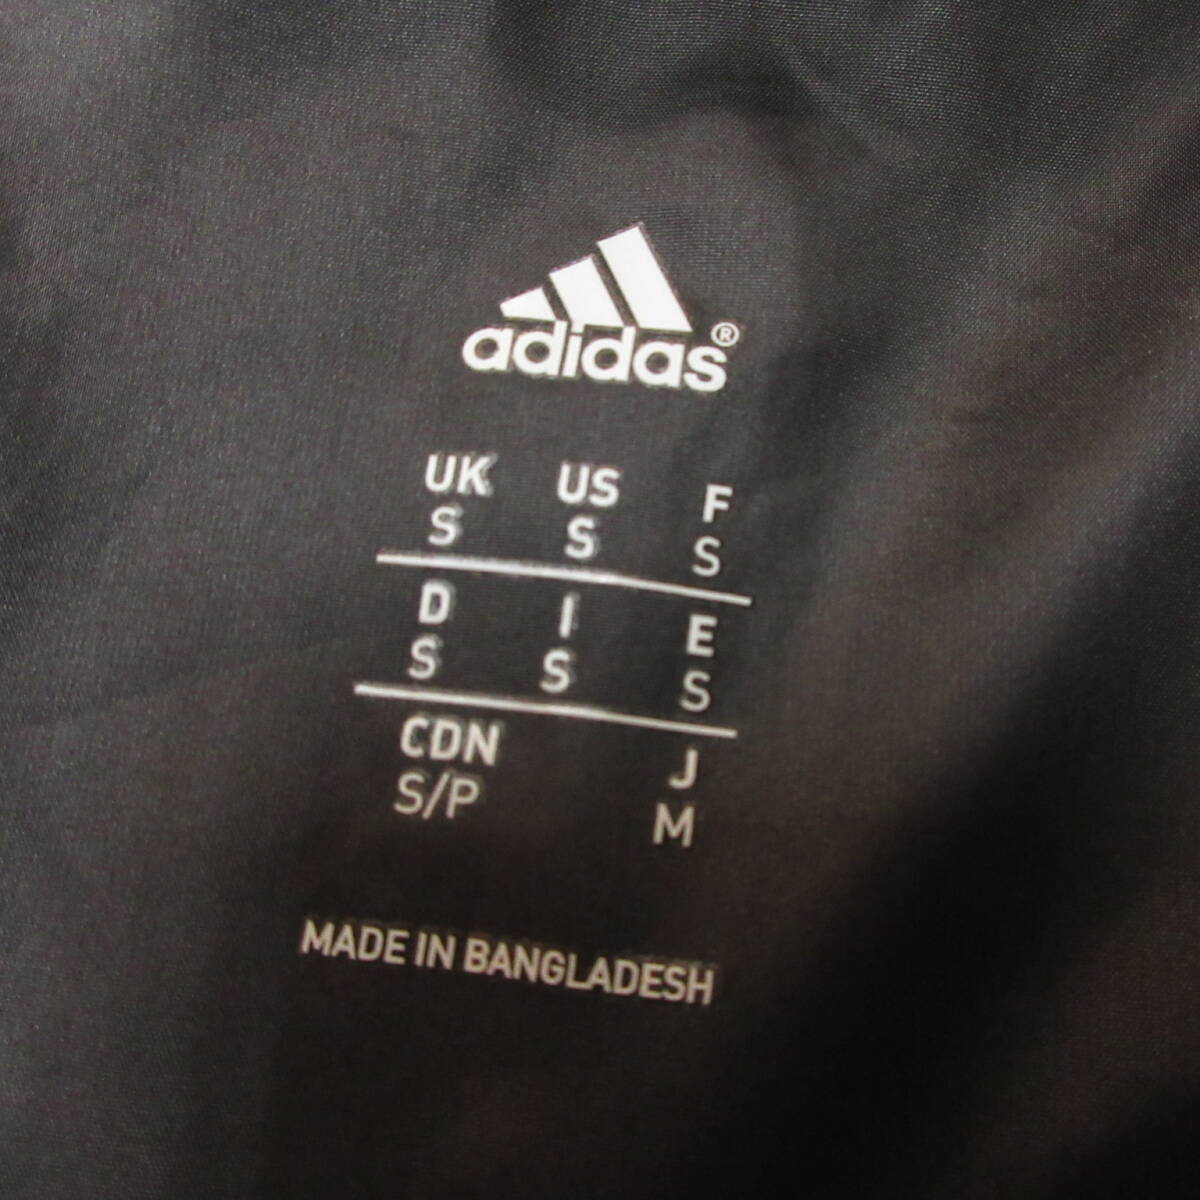 adidas®
UK US F
S S S
D I E
S S S
CDN J
S/P M
MADE IN BANGLADESH